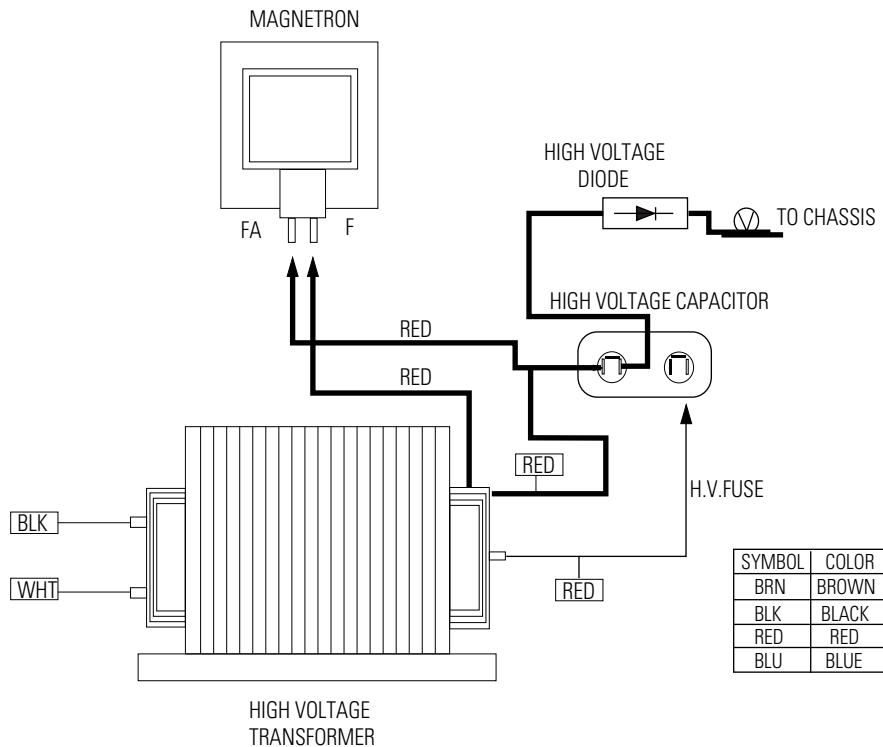 MAGNETRON
FA
F
HIGH VOLTAGE
DIODE
TO CHASSIS
HIGH VOLTAGE CAPACITOR
RED
RED
RED
H.V.FUSE
BLK
WHT
RED
SYMBOL COLOR
BRN BROWN
BLK BLACK
RED RED
BLU BLUE
HIGH VOLTAGE
TRANSFORMER